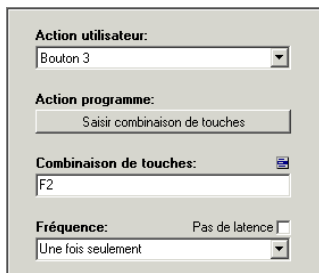 Action utilisateur:
Bouton 3
Action programme:
Saisir combinaison de touches
Combinaison de touches:
F2
Fréquence: Pas de latence
Une fois seulement